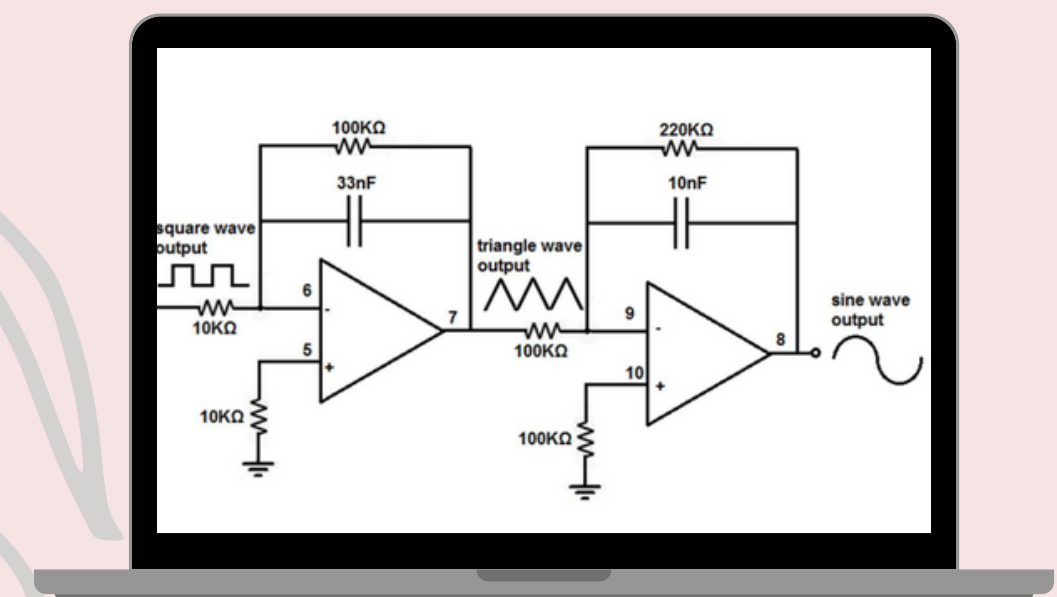 100KΩ
33nF
square wave
output
6
-
10KΩ
5
+
10KΩ
7
triangle wave
output
100KΩ
220KΩ
10nF
9
-
10
+
100KΩ
8
sine wave
output